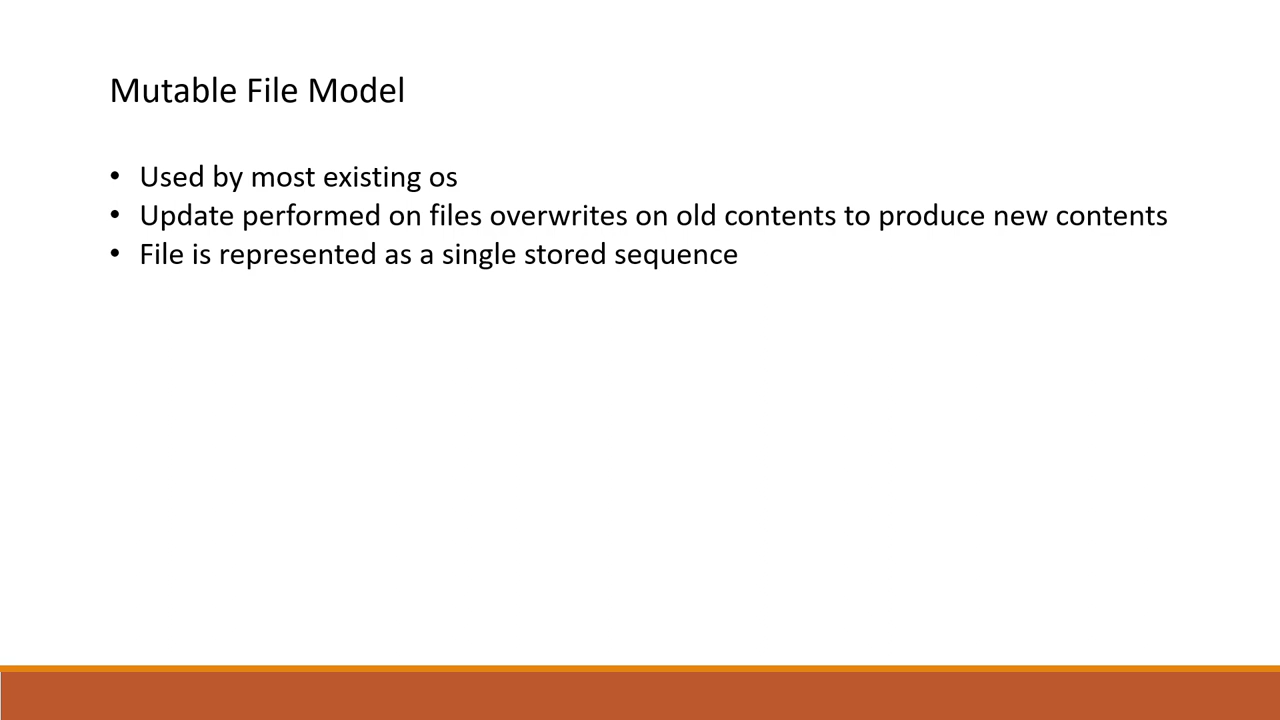 Mutable File Model
• Used by most existing os
• Update performed on files overwrites on old contents to produce new contents
• File is represented as a single stored sequence